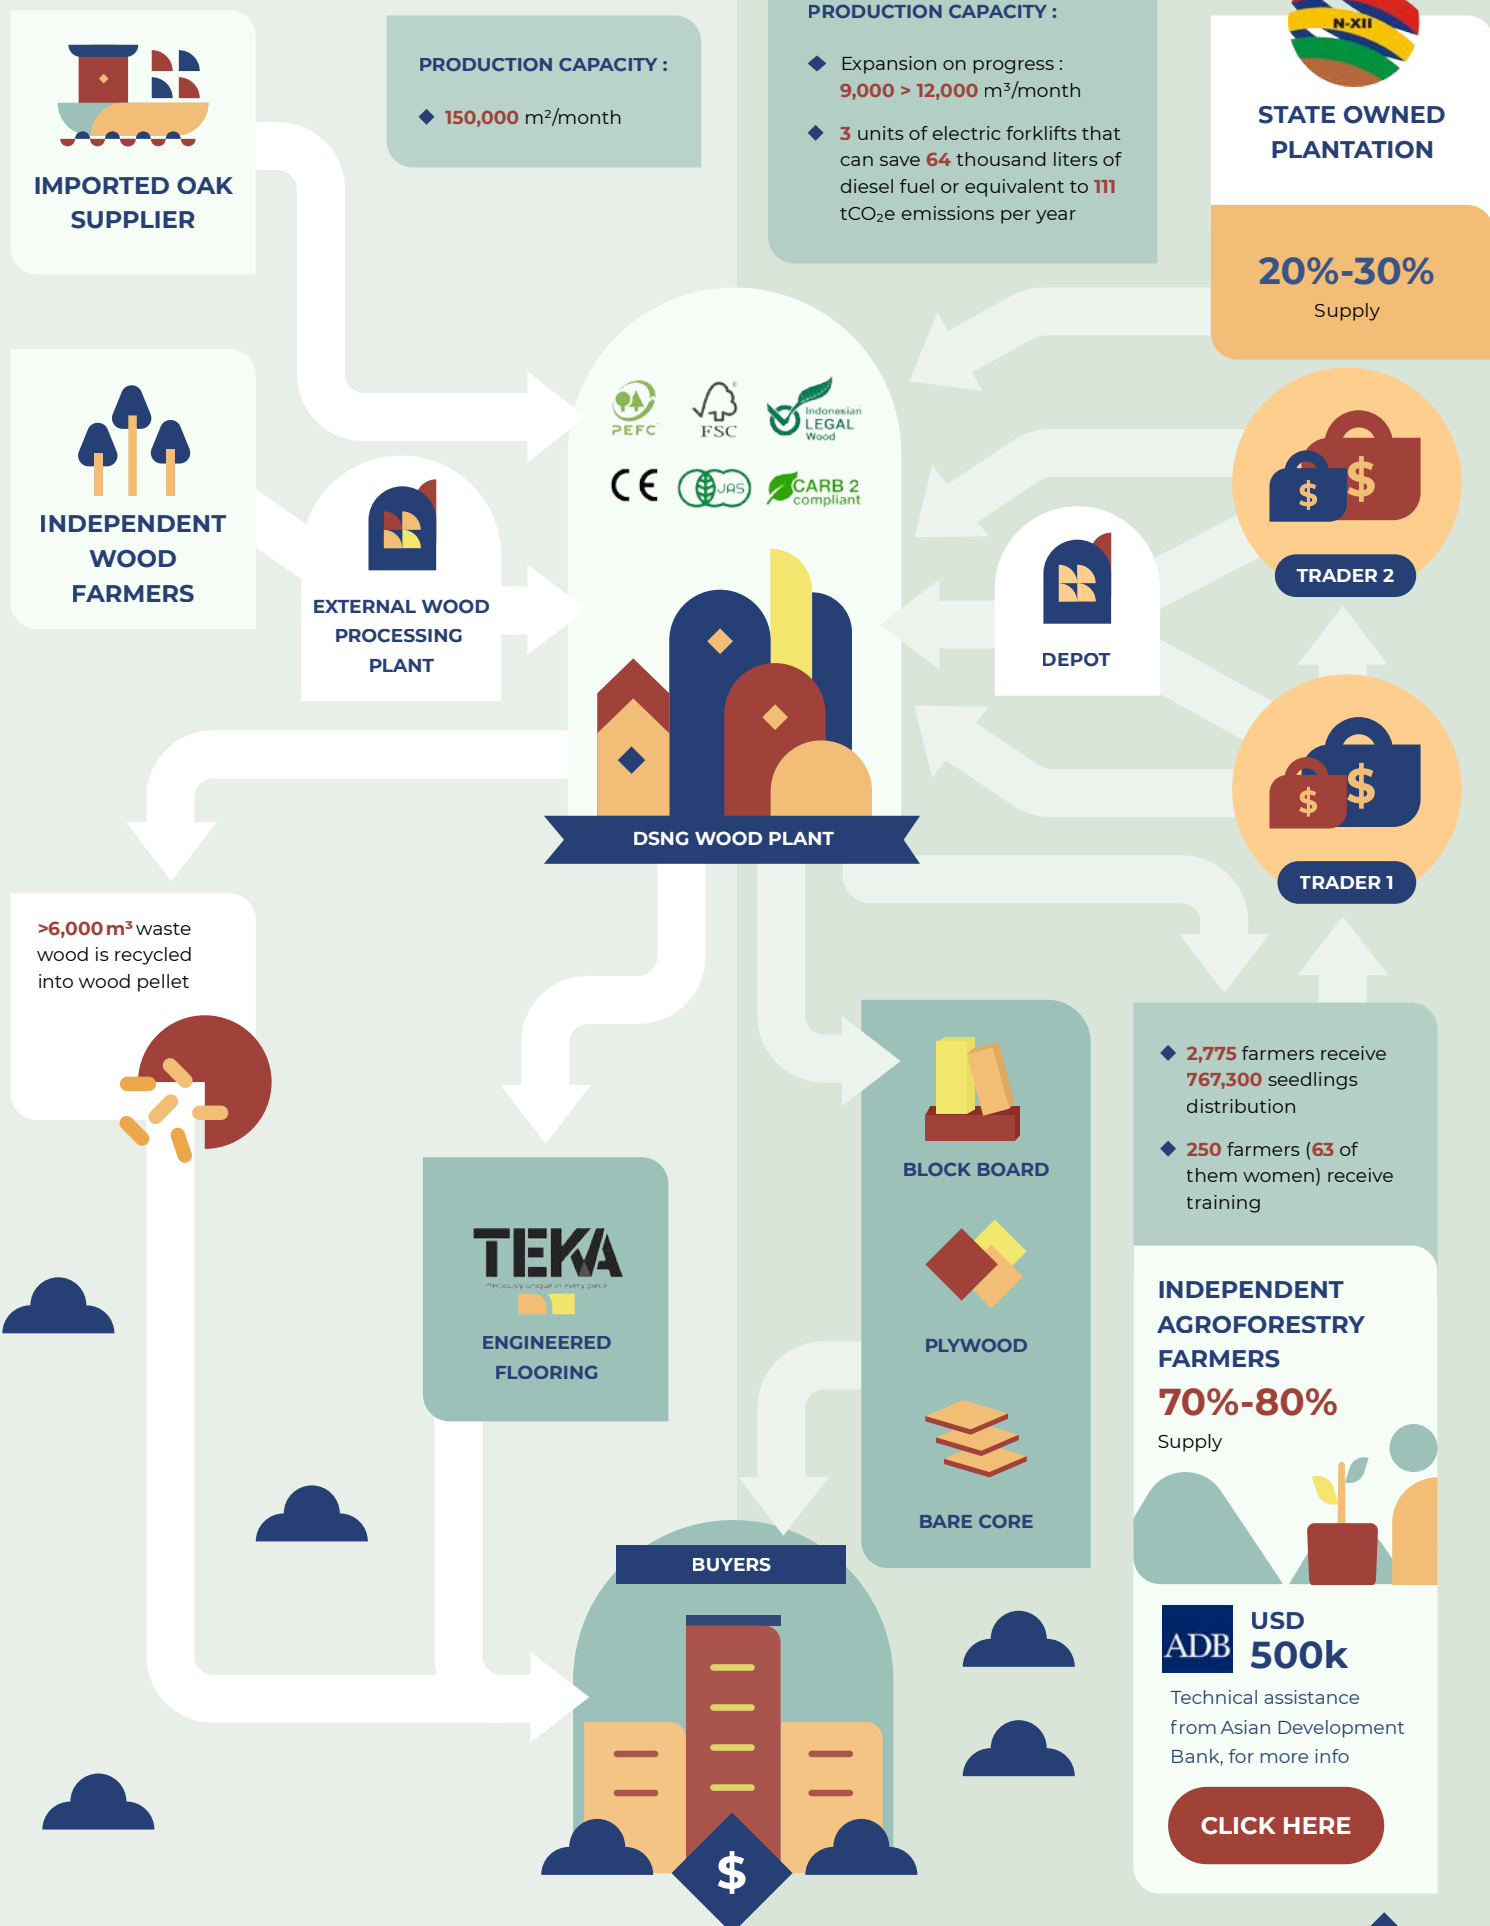 IMPORTED OAK
SUPPLIER
PRODUCTION CAPACITY :
150,000 m²/month
PRODUCTION CAPACITY :
Expansion on progress :
9,000 > 12,000 m³/month
3 units of electric forklifts that
can save 64 thousand liters of
diesel fuel or equivalent to 111
tCO₂e emissions per year
N-XII
STATE OWNED
PLANTATION
20%-30%
Supply
INDEPENDENT
WOOD
FARMERS
EXTERNAL WOOD
PROCESSING
PLANT
PEFC
FSC
Indonesian
LEGAL
Wood
CE
JAS
CARB 2
compliant
DSNG WOOD PLANT
DEPOT
$
$
TRADER 2
$
$
TRADER 1
>6,000 m³ waste
wood is recycled
into wood pellet
TEKA
Preciously unique in every piece
ENGINEERED
FLOORING
BLOCK BOARD
PLYWOOD
BARE CORE
2,775 farmers receive
767,300 seedlings
distribution
250 farmers (63 of
them women) receive
training
INDEPENDENT
AGROFORESTRY
FARMERS
70%-80%
Supply
ADB
USD
500k
Technical assistance
from Asian Development
Bank, for more info
CLICK HERE
BUYERS
$